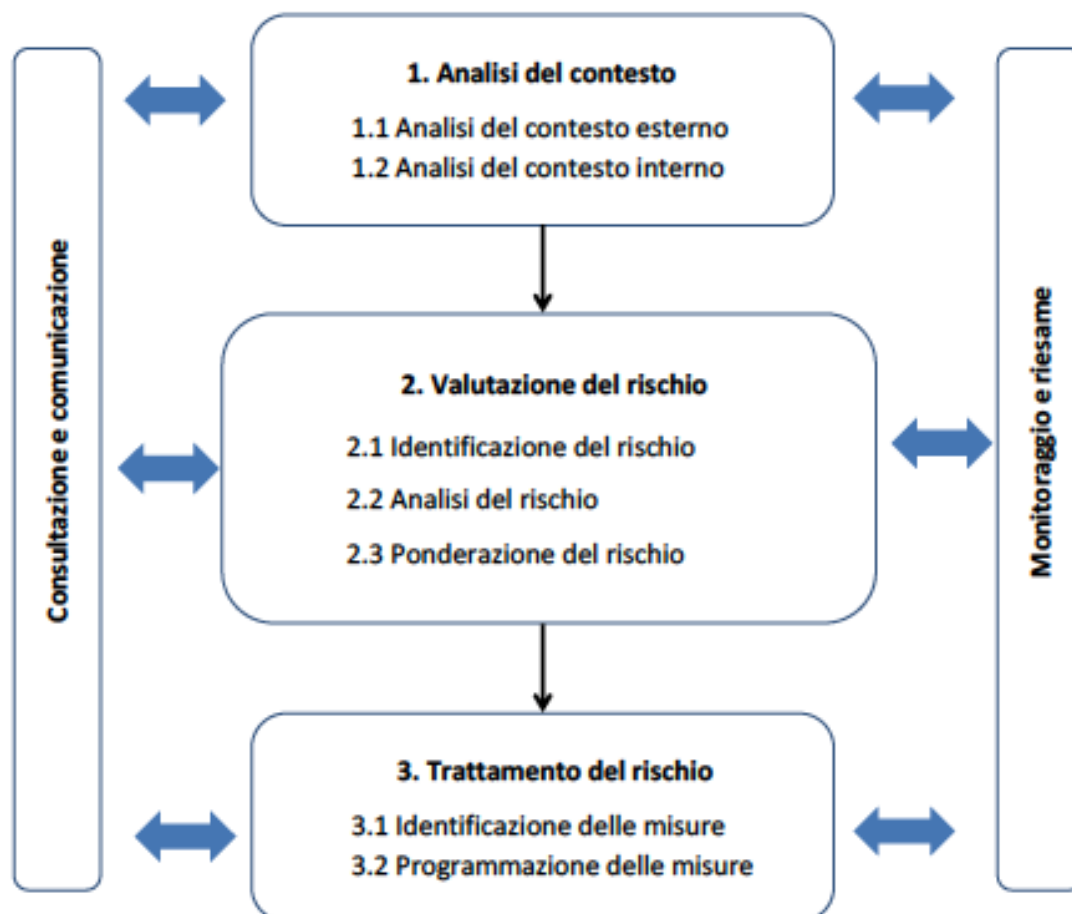 Consultazione e comunicazione
1. Analisi del contesto
1.1 Analisi del contesto esterno
1.2 Analisi del contesto interno
2. Valutazione del rischio
2.1 Identificazione del rischio
2.2 Analisi del rischio
2.3 Ponderazione del rischio
3. Trattamento del rischio
3.1 Identificazione delle misure
3.2 Programmazione delle misure
Monitoraggio e riesame